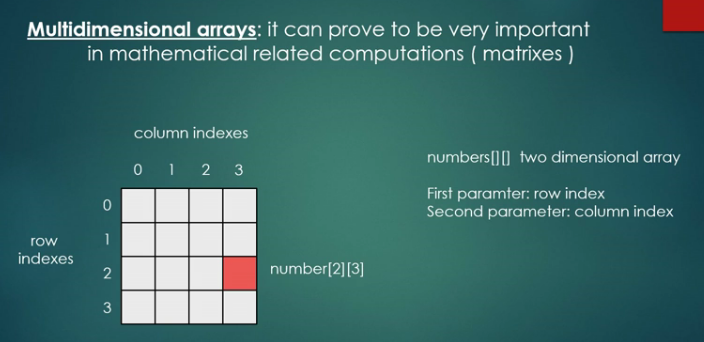 Multidimensional arrays: it can prove to be very important
in mathematical related computations ( matrixes )
column indexes
0 1 2 3
0
1
2
3
row
indexes
number[2][3]
numbers[][] two dimensional array
First paramter: row index
Second parameter: column index